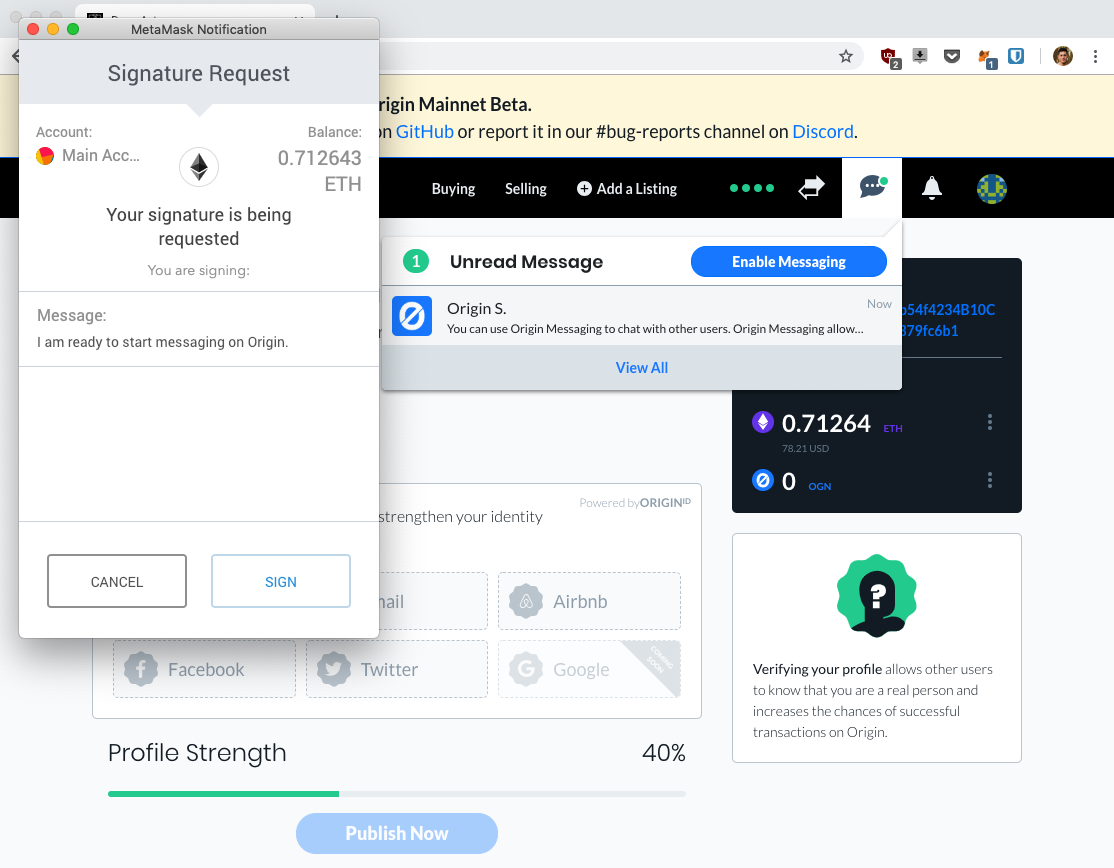 MetaMask Notification
Signature Request
Account:
Main Acc...
Balance:
0.712643
ETH
Your signature is being
requested
You are signing:
Message:
I am ready to start messaging on Origin.
CANCEL
SIGN
2
1
rigin Mainnet Beta.
on GitHub or report it in our #bug-reports channel on Discord.
Buying
Selling
Add a Listing
1
Unread Message
Enable Messaging
Origin S.
Now
You can use Origin Messaging to chat with other users. Origin Messaging allow...
View All
b54f4234B10C
379fc6b1
0.71264 ETH
78.21 USD
0 OGN
Powered by ORIGIN ID
strengthen your identity
mail
Airbnb
Facebook
Twitter
Google
COMING
SOON
?
Verifying your profile allows other users
to know that you are a real person and
increases the chances of successful
transactions on Origin.
Profile Strength
40%
Publish Now